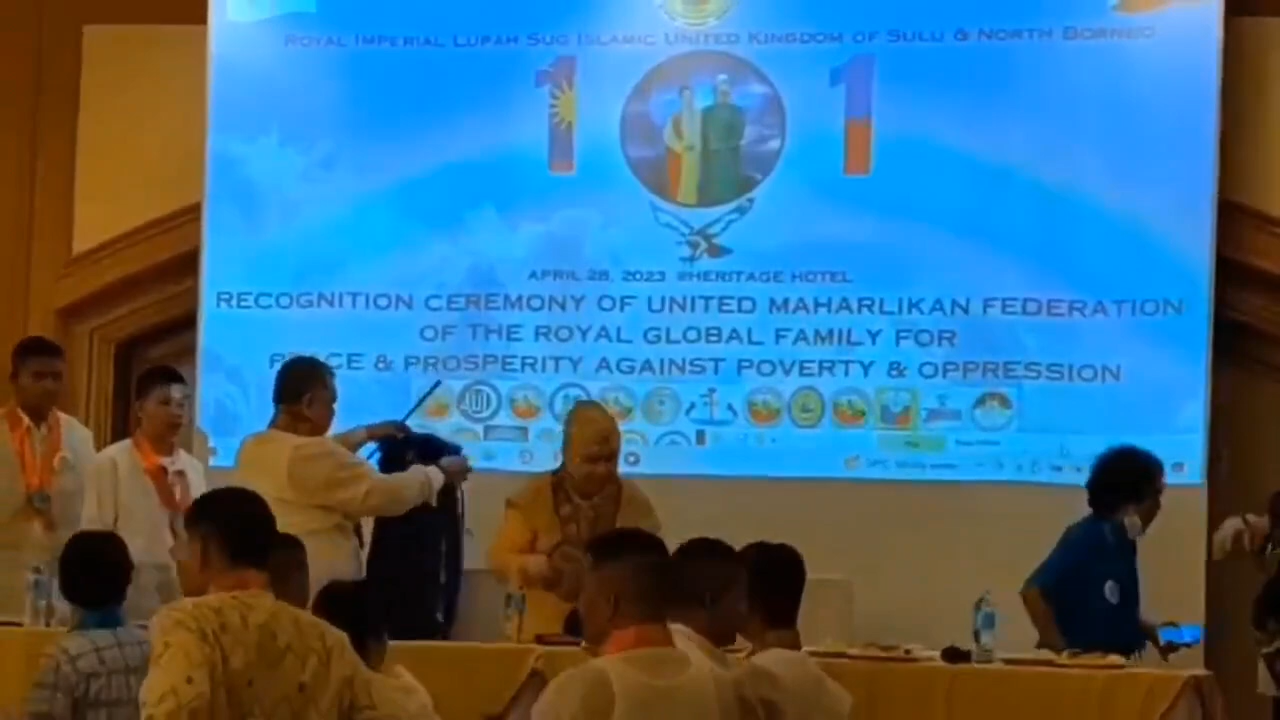 ROYAL IMPERIAL LUPAH SUG ISLAMIC UNITED KINGDOM OF SULU & NORTH BORNEO
1 1
APRIL 28, 2023 @HERITAGE HOTEL
RECOGNITION CEREMONY OF UNITED MAHARLIKAN FEDERATION
OF THE ROYAL GLOBAL FAMILY FOR
PEACE & PROSPERITY AGAINST POVERTY & OPPRESSION